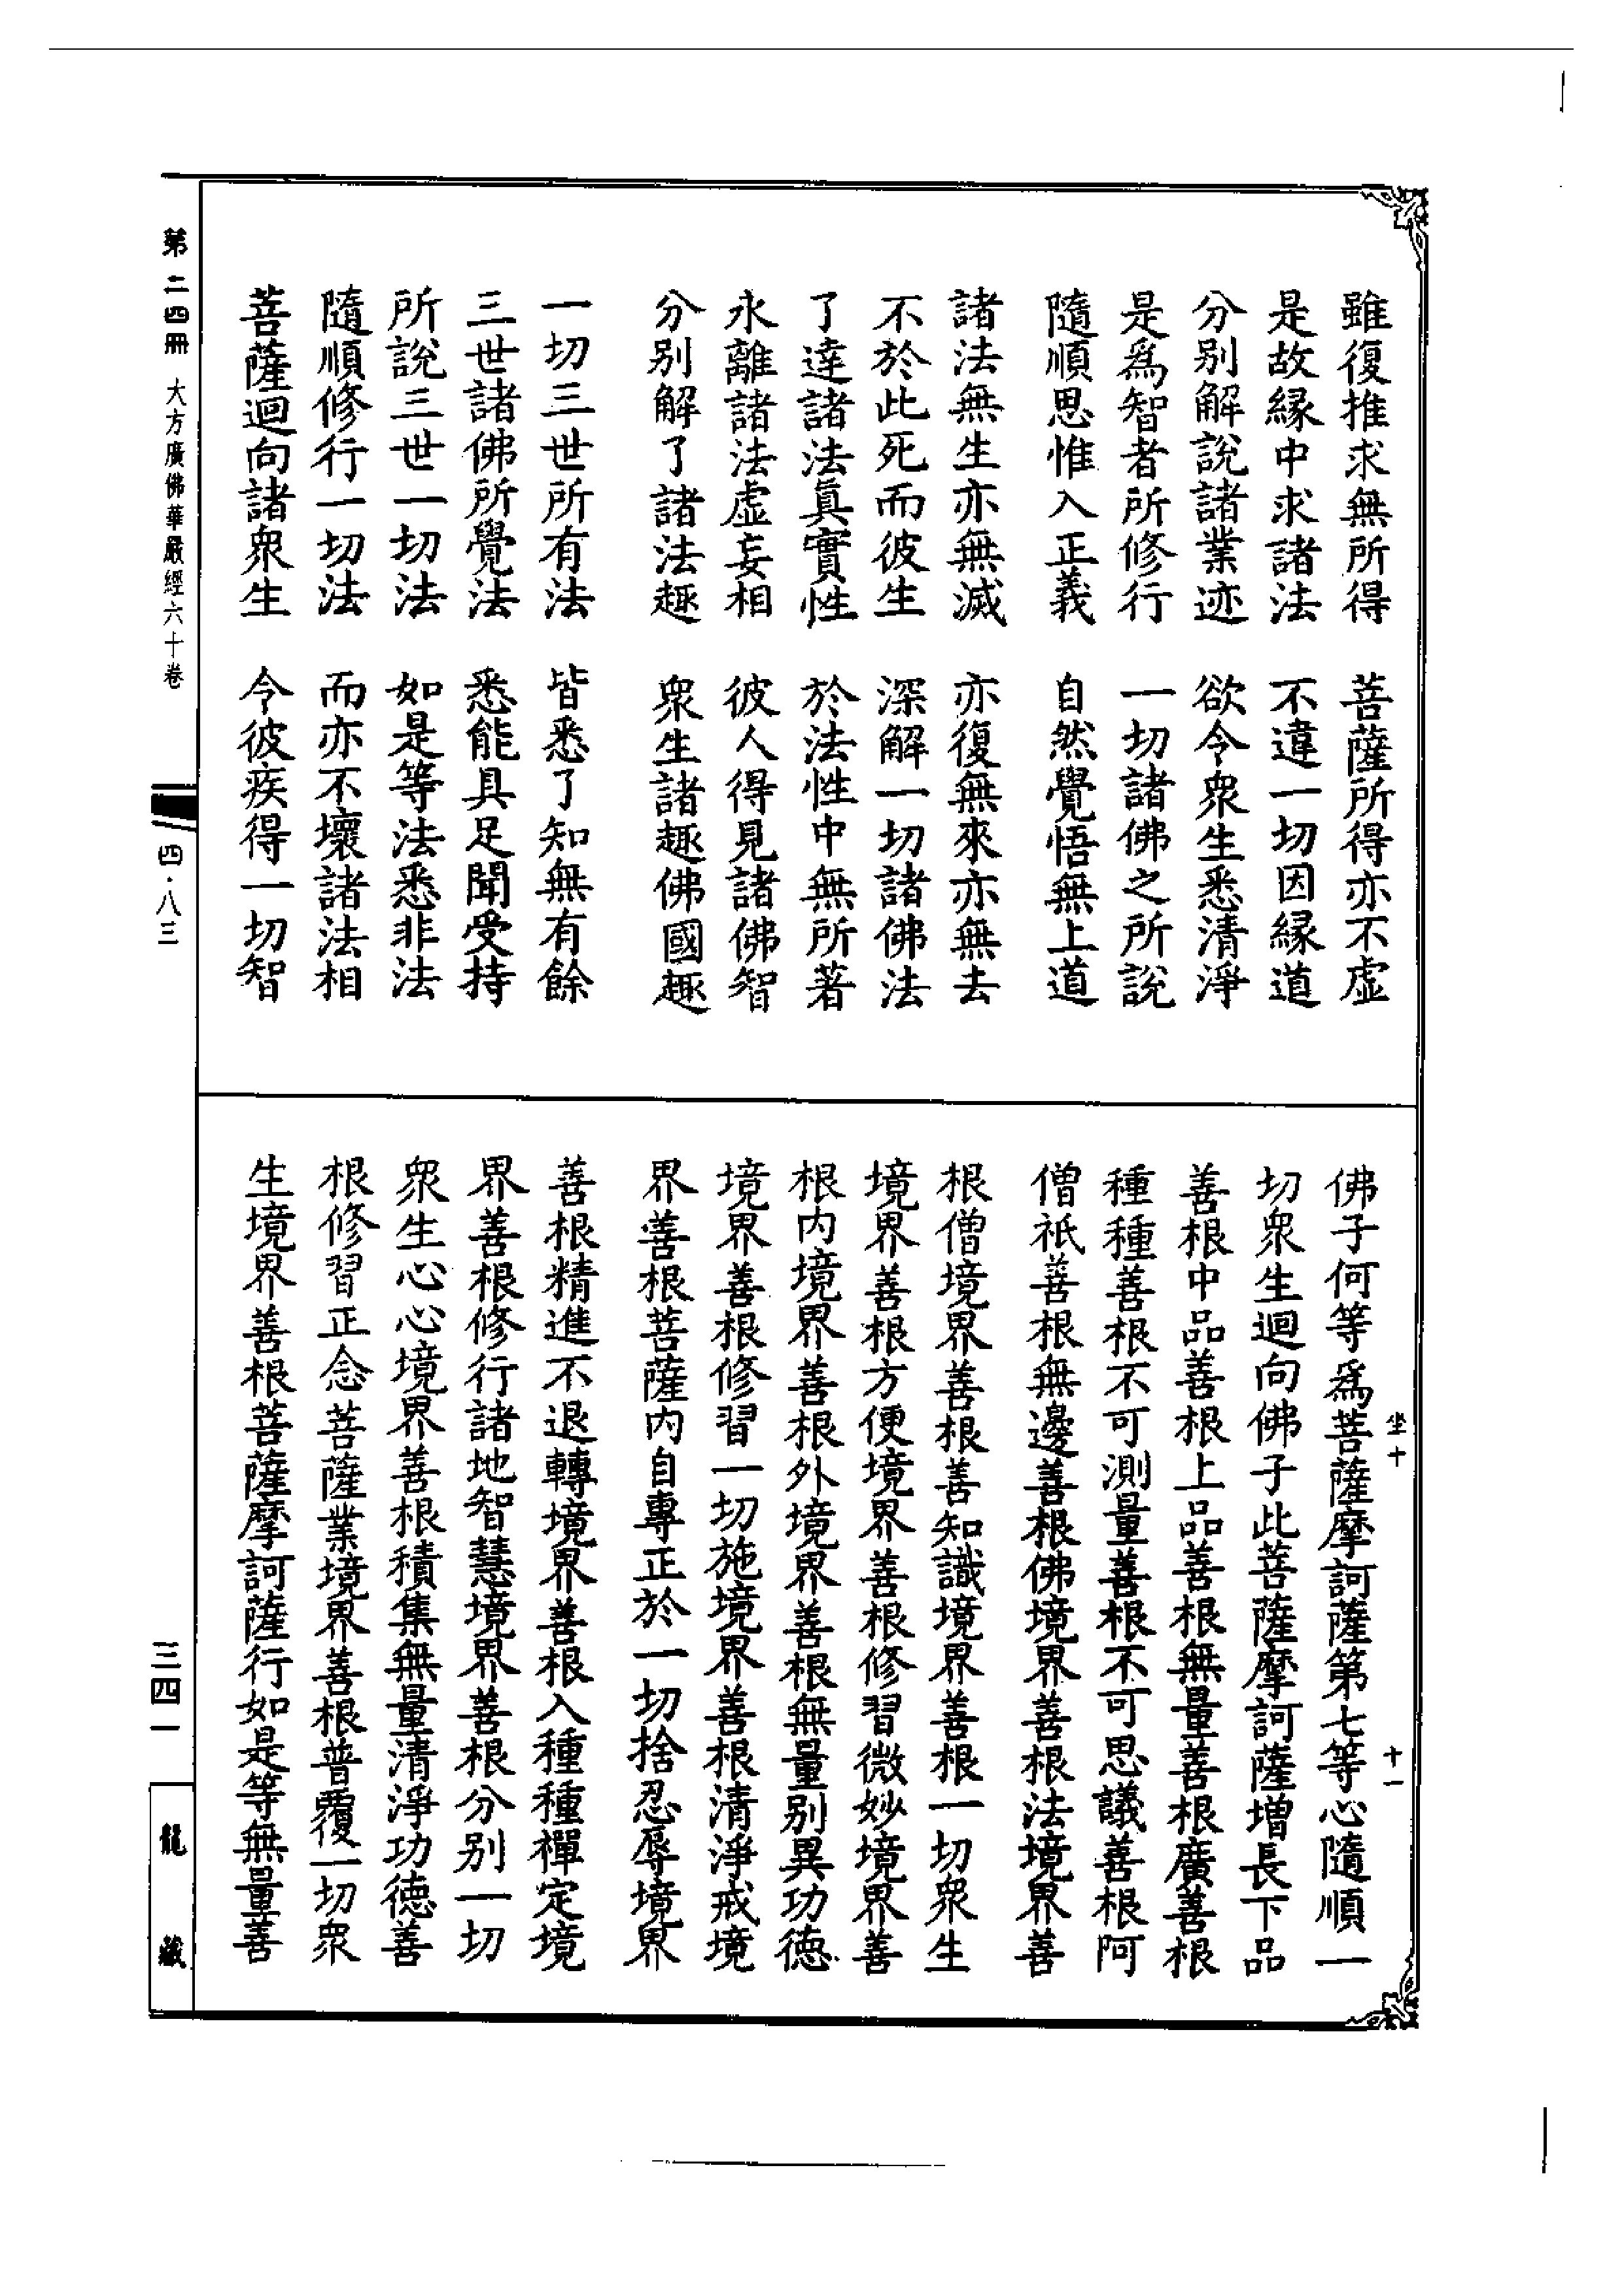 雖復推求無所得　菩薩所得亦不虛
是故緣中求諸法　不違一切因緣道
分別解說諸業迹　欲令衆生悉清淨
是爲智者所修行　一切諸佛之所說
隨順思惟入正義　自然覺悟無上道
諸法無生亦無滅　亦復無來亦無去
不於此死而彼生　深解一切諸佛法
了達諸法眞實性　於法性中無所著
永離諸法虛妄相　彼人得見諸佛智
分別解了諸法趣　衆生諸趣佛國趣
一切三世所有法　皆悉了知無有餘
三世諸佛所覺法　悉能具足聞受持
所說三世一切法　如是等法悉非法
隨順修行一切法　而亦不壞諸法相
菩薩迴向諸衆生　令彼疾得一切智
坐十　十一
佛子何等爲菩薩摩訶薩第七等心隨順一
切衆生迴向佛子此菩薩摩訶薩增長下品
善根中品善根上品善根無量善根廣善根
種種善根不可測量善根不可思議善根阿
僧祇善根無邊善根佛境界善根法境界善
根僧境界善根善知識境界善根一切衆生
境界善根方便境界善根修習微妙境界善
根內境界善根外境界善根無量別異功德
境界善根修習一切施境界善根清淨戒境
界善根菩薩內自專正於一切捨忍辱境界
善根精進不退轉境界善根入種種禪定境
界善根修行諸地智慧境界善根分別一切
衆生心心境界善根積集無量清淨功德善
根修習正念菩薩業境界善根普覆一切衆
生境界善根菩薩摩訶薩行如是等無量善
第二四冊　大方廣佛華嚴經六十卷
四·八三
三四一
龍藏